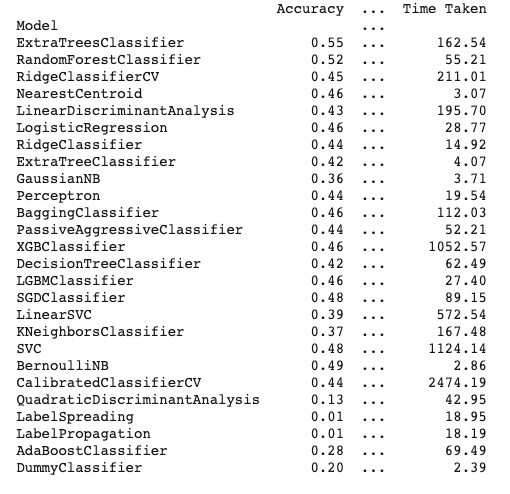 Accuracy ... Time Taken
Model ...
ExtraTreesClassifier 0.55 ... 162.54
RandomForestClassifier 0.52 ... 55.21
RidgeClassifierCV 0.45 ... 211.01
NearestCentroid 0.46 ... 3.07
LinearDiscriminantAnalysis 0.43 ... 195.70
LogisticRegression 0.46 ... 28.77
RidgeClassifier 0.44 ... 14.92
ExtraTreeClassifier 0.42 ... 4.07
GaussianNB 0.36 ... 3.71
Perceptron 0.44 ... 19.54
BaggingClassifier 0.46 ... 112.03
PassiveAggressiveClassifier 0.44 ... 52.21
XGBClassifier 0.46 ... 1052.57
DecisionTreeClassifier 0.42 ... 62.49
LGBMClassifier 0.46 ... 27.40
SGDClassifier 0.48 ... 89.15
LinearSVC 0.39 ... 572.54
KNeighborsClassifier 0.37 ... 167.48
SVC 0.48 ... 1124.14
BernoulliNB 0.49 ... 2.86
CalibratedClassifierCV 0.44 ... 2474.19
QuadraticDiscriminantAnalysis 0.13 ... 42.95
LabelSpreading 0.01 ... 18.95
LabelPropagation 0.01 ... 18.19
AdaBoostClassifier 0.28 ... 69.49
DummyClassifier 0.20 ... 2.39